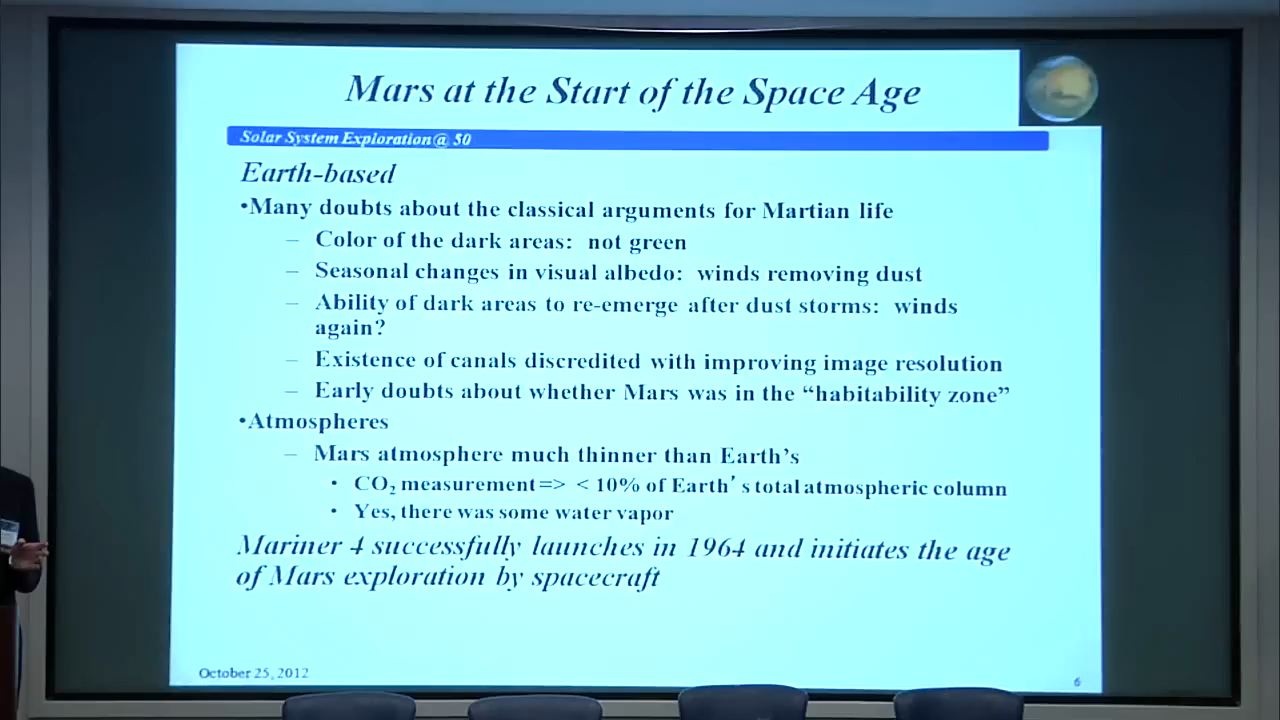 Mars at the Start of the Space Age
Solar System Exploration@ 50
Earth-based
•Many doubts about the classical arguments for Martian life
– Color of the dark areas: not green
– Seasonal changes in visual albedo: winds removing dust
– Ability of dark areas to re-emerge after dust storms: winds
again?
– Existence of canals discredited with improving image resolution
– Early doubts about whether Mars was in the “habitability zone”
•Atmospheres
– Mars atmosphere much thinner than Earth’s
• CO₂ measurement=> < 10% of Earth’s total atmospheric column
• Yes, there was some water vapor
Mariner 4 successfully launches in 1964 and initiates the age
of Mars exploration by spacecraft
October 25, 2012
6